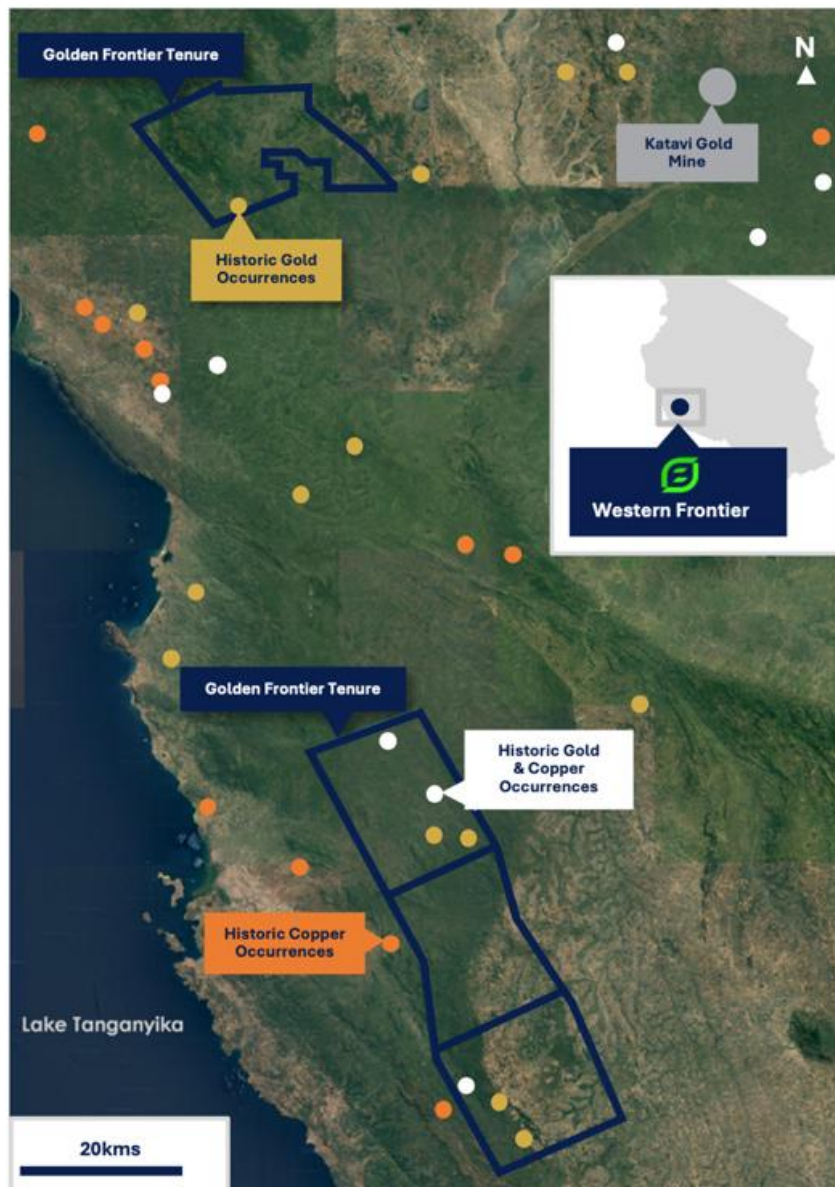 Golden Frontier Tenure
N
Katavi Gold
Mine
Historic Gold
Occurrences
Western Frontier
Golden Frontier Tenure
Historic Gold
& Copper
Occurrences
Historic Copper
Occurrences
Lake Tanganyika
20kms